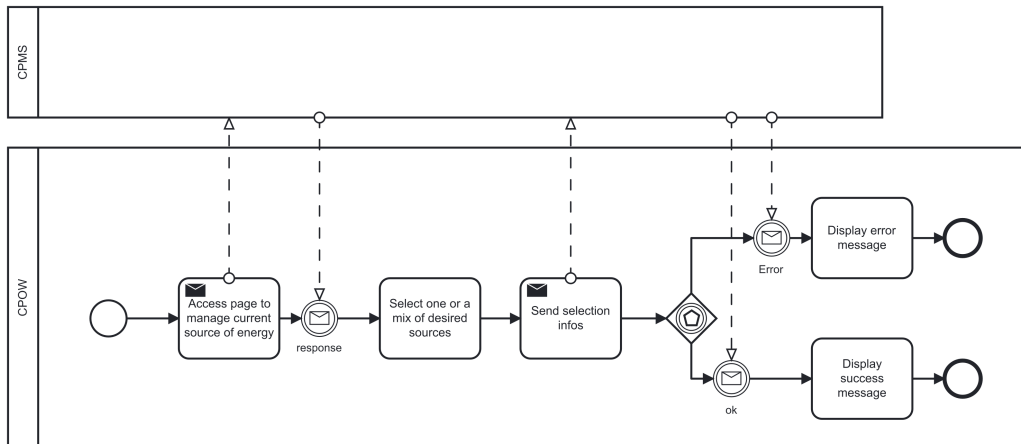 CPMS
CPOW
Access page to
manage current
source of energy
response
Select one or a
mix of desired
sources
Send selection
infos
Error
Display error
message
ok
Display
success
message